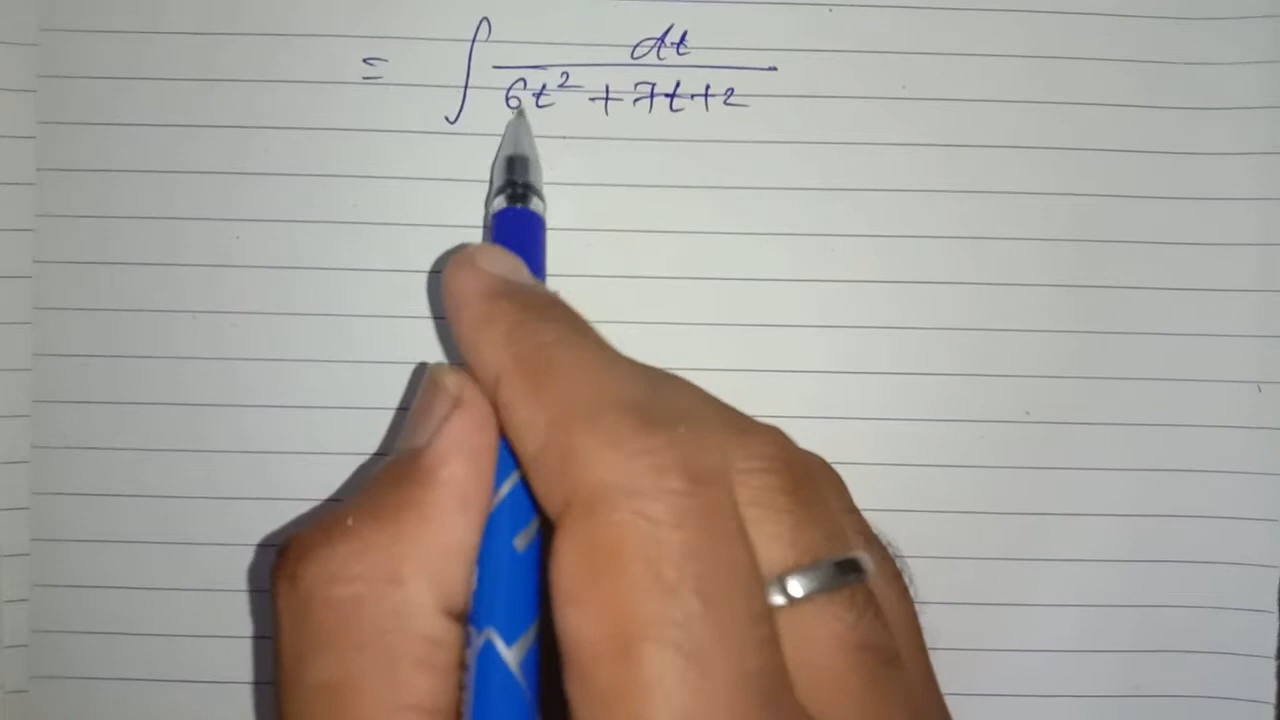 = ∫ dt / (6t² + 7t + 2)